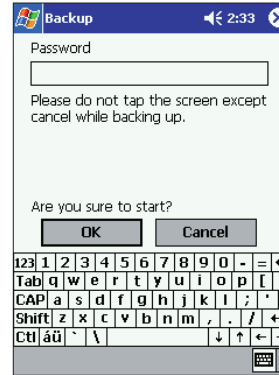 Backup 2:33
Password
Please do not tap the screen except
cancel while backing up.
Are you sure to start?
OK Cancel
123 1 2 3 4 5 6 7 8 9 0 - =
Tab q w e r t y u i o p [
CAP a s d f g h j k l ; '
Shift z x c v b n m , . /
Ctl áü ` \ ↓ ↑ ←